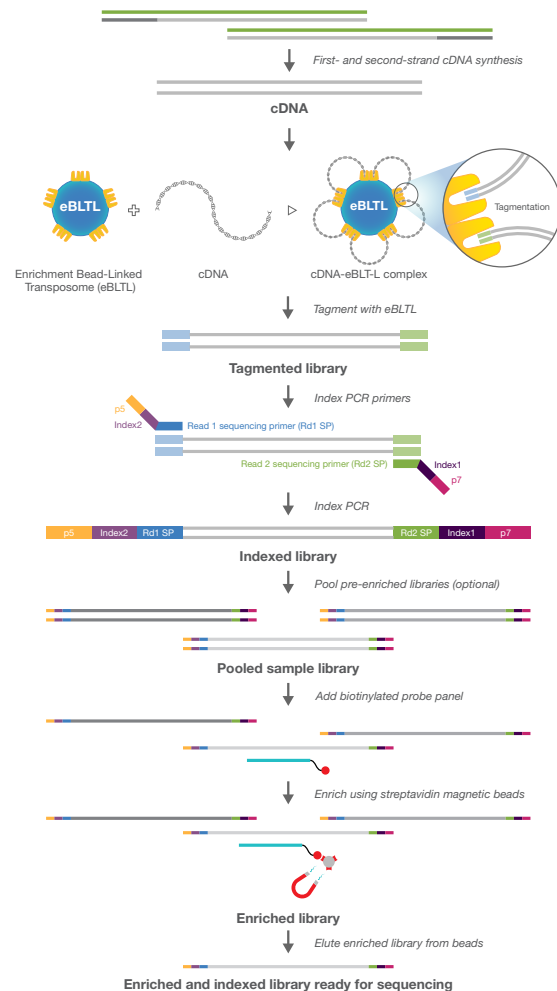 First- and second-strand cDNA synthesis
cDNA
eBLTL
eBLTL
Tagmentation
Enrichment Bead-Linked
Transposome (eBLTL)
cDNA
cDNA-eBLT-L complex
Tagment with eBLTL
Tagmented library
Index PCR primers
p5
Index2
Read 1 sequencing primer (Rd1 SP)
Read 2 sequencing primer (Rd2 SP)
Index1
p7
Index PCR
p5
Index2
Rd1 SP
Rd2 SP
Index1
p7
Indexed library
Pool pre-enriched libraries (optional)
Pooled sample library
Add biotinylated probe panel
Enrich using streptavidin magnetic beads
Enriched library
Elute enriched library from beads
Enriched and indexed library ready for sequencing